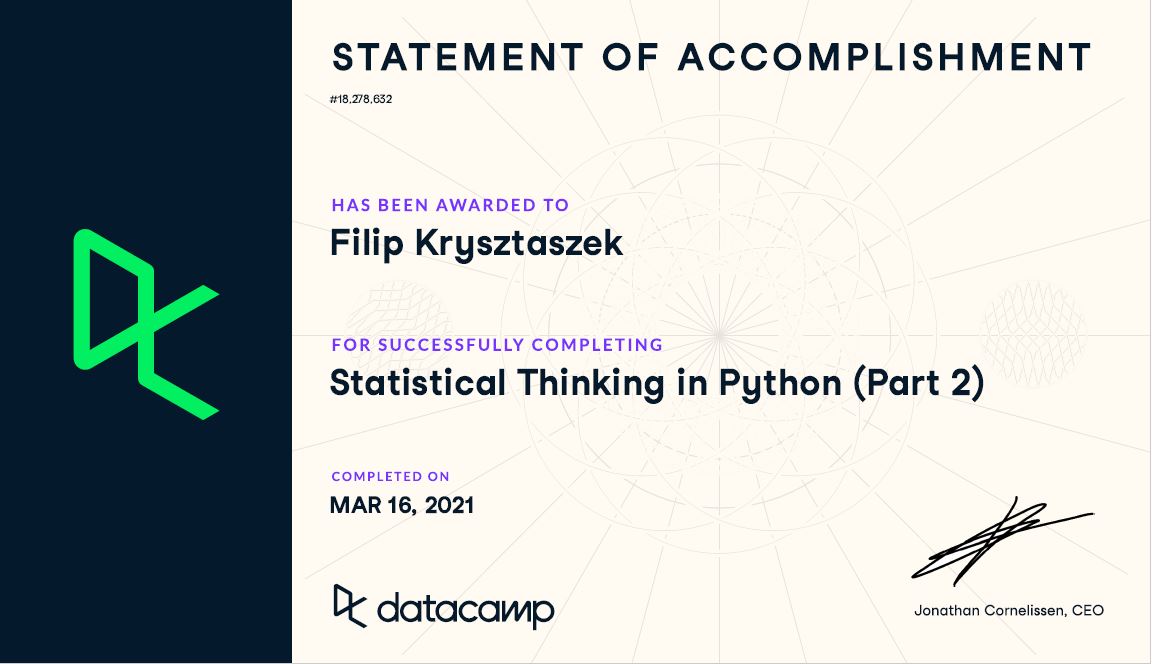 STATEMENT OF ACCOMPLISHMENT
#18,278,632
HAS BEEN AWARDED TO
Filip Krysztaszek
FOR SUCCESSFULLY COMPLETING
Statistical Thinking in Python (Part 2)
COMPLETED ON
MAR 16, 2021
datacamp
Jonathan Cornelissen, CEO